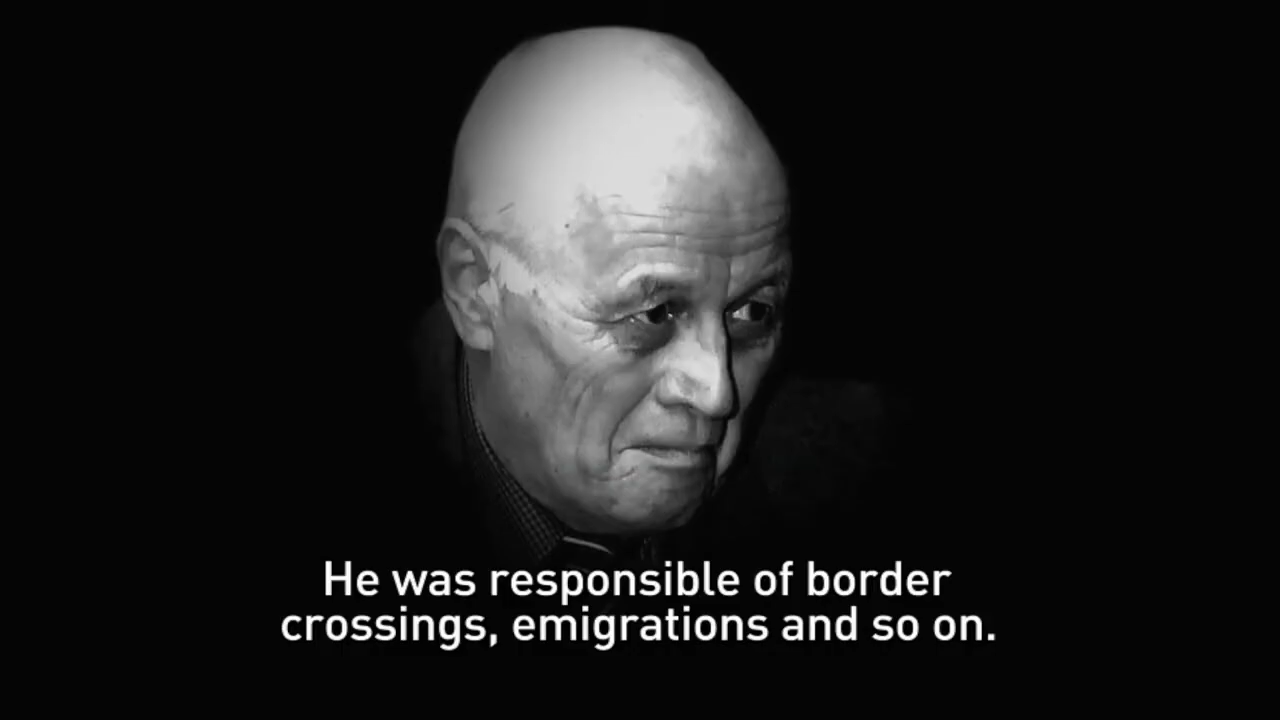 He was responsible of border
crossings, emigrations and so on.